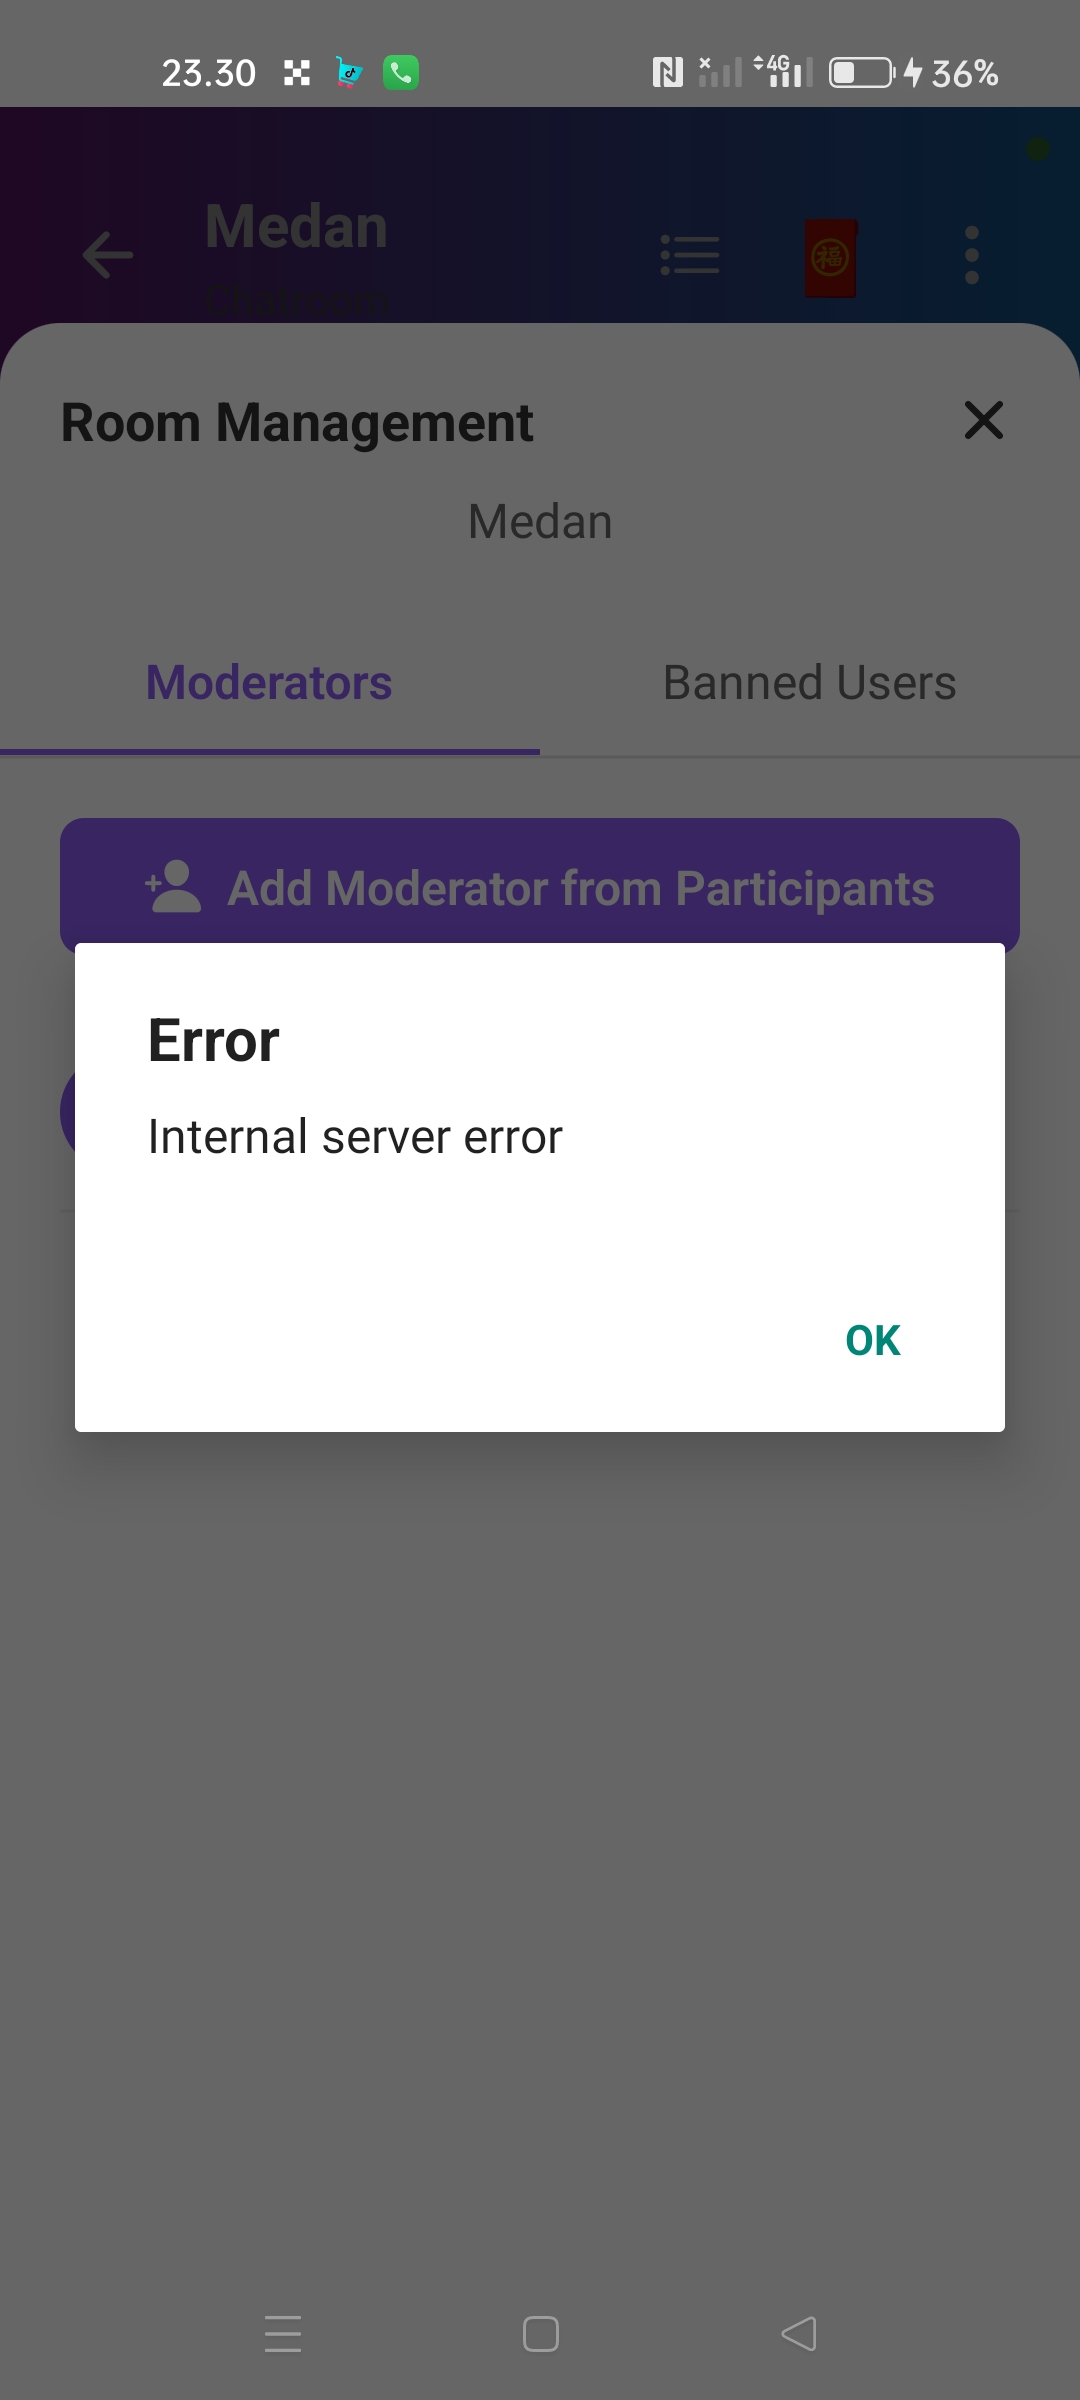 23.30
4G
36%
Medan
福
Chatroom
Room Management
Medan
Moderators
Banned Users
Add Moderator from Participants
Error
Internal server error
OK